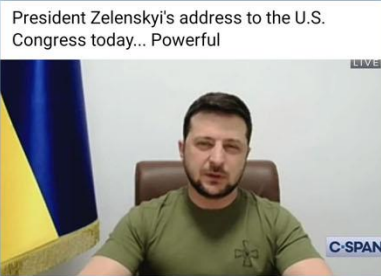 President Zelenskyi's address to the U.S.
Congress today... Powerful
LIVE
C-SPAN